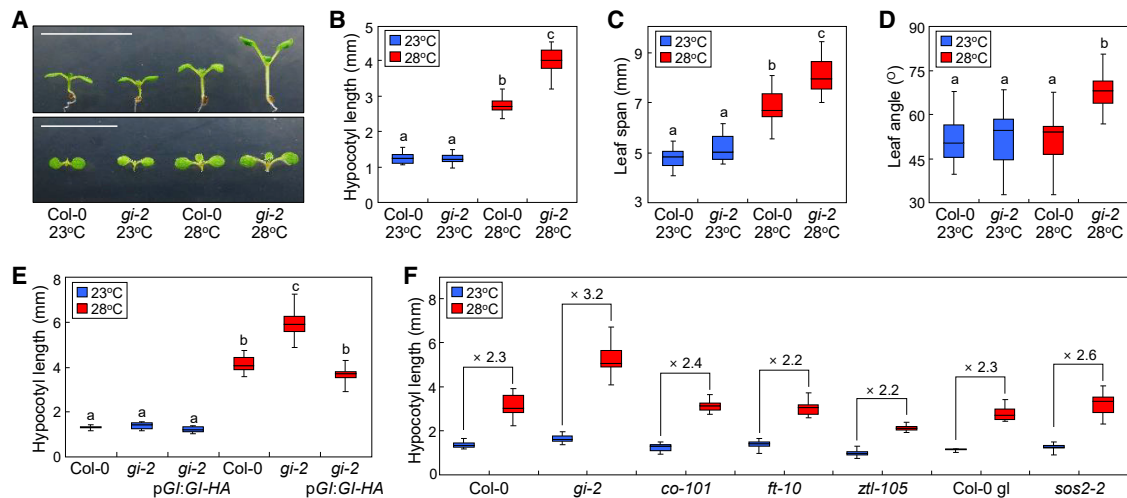 A
Col-0 gi-2 Col-0 gi-2
23°C 23°C 28°C 28°C
B
23°C
28°C
Hypocotyl length (mm)
5
4
3
2
1
0
a a b c
Col-0 gi-2 Col-0 gi-2
23°C 23°C 28°C 28°C
C
23°C
28°C
Leaf span (mm)
9
7
5
3
a a b c
Col-0 gi-2 Col-0 gi-2
23°C 23°C 28°C 28°C
D
23°C
28°C
Leaf angle (O)
90
75
60
45
30
a a a b
Col-0 gi-2 Col-0 gi-2
23°C 23°C 28°C 28°C
E
23°C
28°C
Hypocotyl length (mm)
8
6
4
2
0
a a a b c b
Col-0 gi-2 gi-2 Col-0 gi-2 gi-2
pGI:GI-HA pGI:GI-HA
F
23°C
28°C
Hypocotyl length (mm)
8
6
4
2
0
× 2.3 × 3.2 × 2.4 × 2.2 × 2.2 × 2.3 × 2.6
Col-0 gi-2 co-101 ft-10 ztl-105 Col-0 gl sos2-2